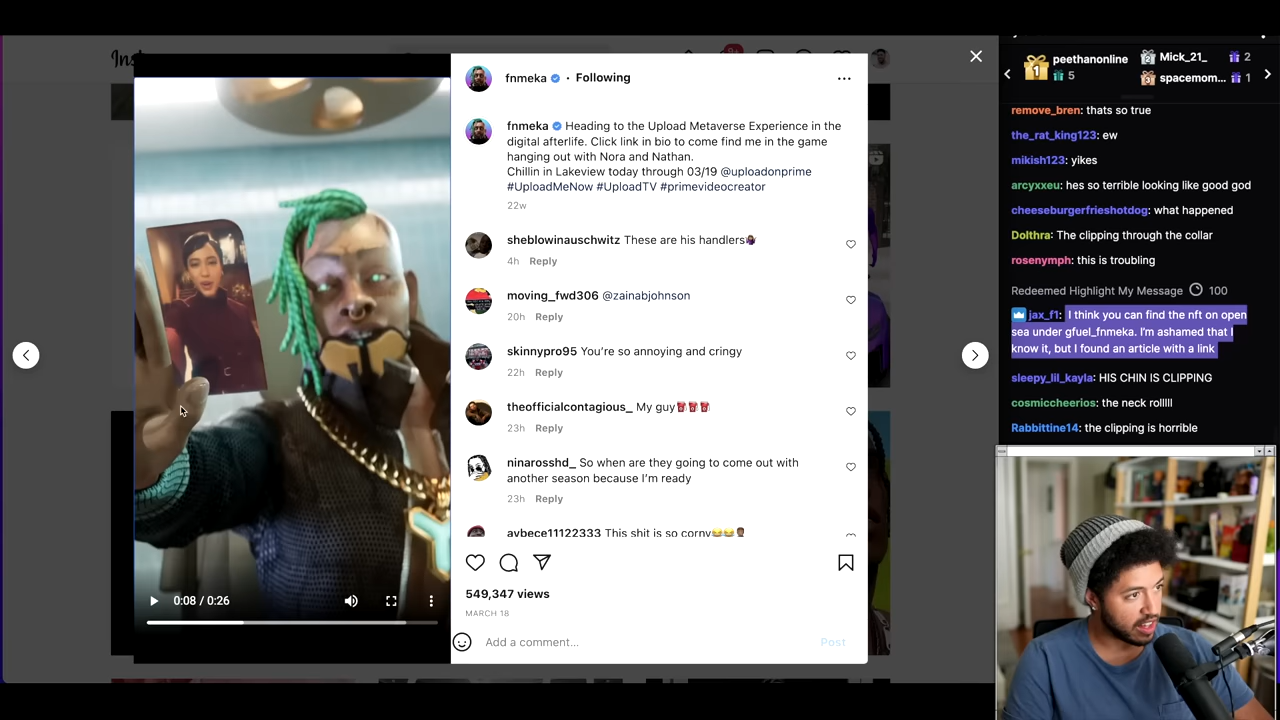 Ins
9+
fnmeka • Following
fnmeka Heading to the Upload Metaverse Experience in the
digital afterlife. Click link in bio to come find me in the game
hanging out with Nora and Nathan.
Chillin in Lakeview today through 03/19 @uploadonprime
#UploadMeNow #UploadTV #primevideocreator
22w
sheblowinauschwitz These are his handlers
4h Reply
moving_fwd306 @zainabjohnson
20h Reply
skinnypro95 You're so annoying and cringy
22h Reply
theofficialcontagious_ My guy
23h Reply
ninarosshd_ So when are they going to come out with
another season because I'm ready
23h Reply
avbece11122333 This shit is so corny
549,347 views
MARCH 18
Add a comment... Post
0:08 / 0:26
1 peethanonline
5
2 Mick_21_ 2
3 spacemom... 1
remove_bren: thats so true
the_rat_king123: ew
mikish123: yikes
arcyxxeu: hes so terrible looking like good god
cheeseburgerfrieshotdog: what happened
Dolthra: The clipping through the collar
rosenymph: this is troubling
Redeemed Highlight My Message 100
jax_f1: I think you can find the nft on open
sea under gfuel_fnmeka. I'm ashamed that I
know it, but I found an article with a link
sleepy_lil_kayla: HIS CHIN IS CLIPPING
cosmiccheerios: the neck rolllll
Rabbittine14: the clipping is horrible